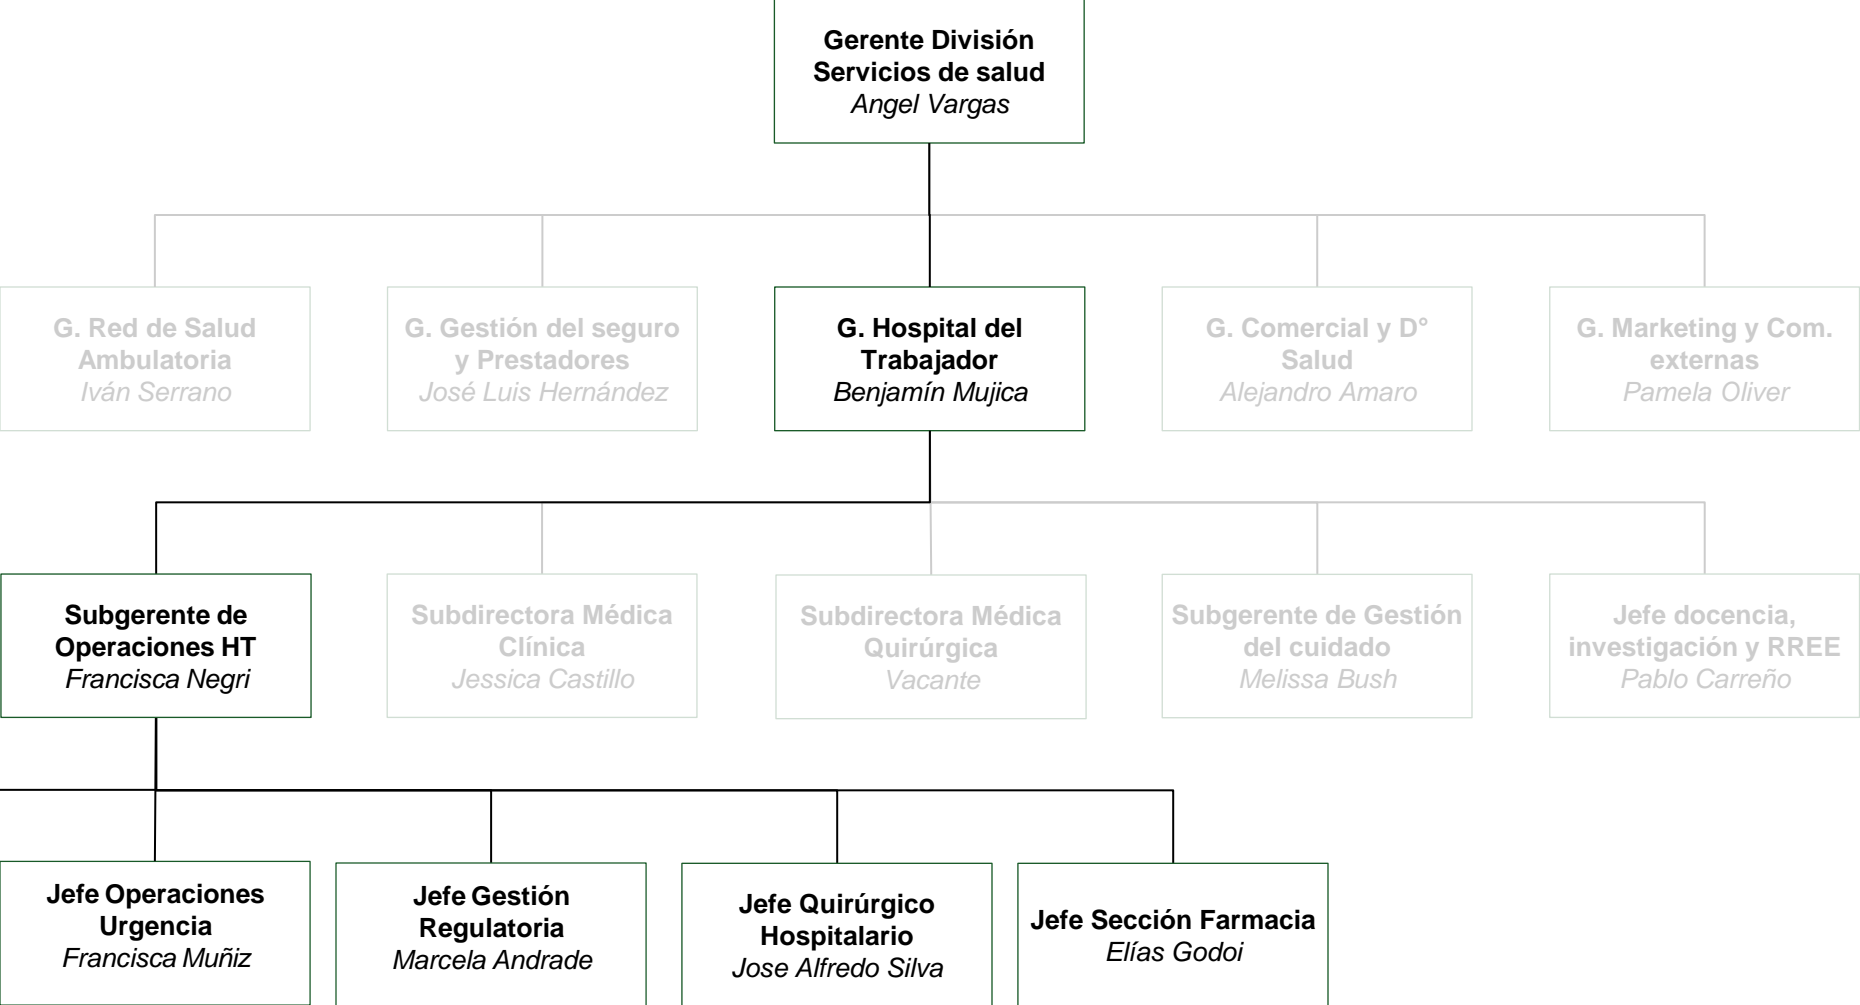 Gerente División
Servicios de salud
Angel Vargas
G. Red de Salud
Ambulatoria
Iván Serrano
G. Gestión del seguro
y Prestadores
José Luis Hernández
G. Hospital del
Trabajador
Benjamín Mujica
G. Comercial y D°
Salud
Alejandro Amaro
G. Marketing y Com.
externas
Pamela Oliver
Subgerente de
Operaciones HT
Francisca Negri
Subdirectora Médica
Clínica
Jessica Castillo
Subdirectora Médica
Quirúrgica
Vacante
Subgerente de Gestión
del cuidado
Melissa Bush
Jefe docencia,
investigación y RREE
Pablo Carreño
Jefe Operaciones
Urgencia
Francisca Muñiz
Jefe Gestión
Regulatoria
Marcela Andrade
Jefe Quirúrgico
Hospitalario
Jose Alfredo Silva
Jefe Sección Farmacia
Elías Godoi